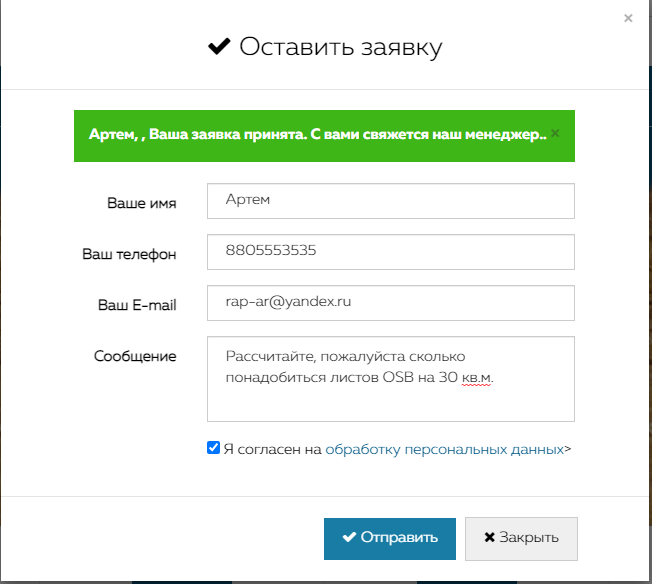 ×
✔ Оставить заявку
Артем, , Ваша заявка принята. С вами свяжется наш менеджер.. ×
Ваше имя Артем
Ваш телефон 8805553535
Ваш E-mail rap-ar@yandex.ru
Сообщение Рассчитайте, пожалуйста сколько
понадобиться листов OSB на 30 кв.м.
Я согласен на обработку персональных данных>
✔ Отправить ✖ Закрыть